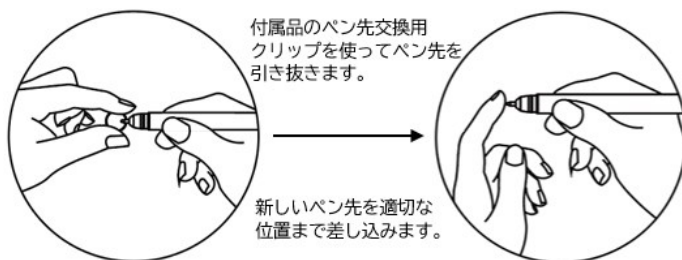 付属品のペン先交換用
クリップを使ってペン先を
引き抜きます。
新しいペン先を適切な
位置まで差し込みます。